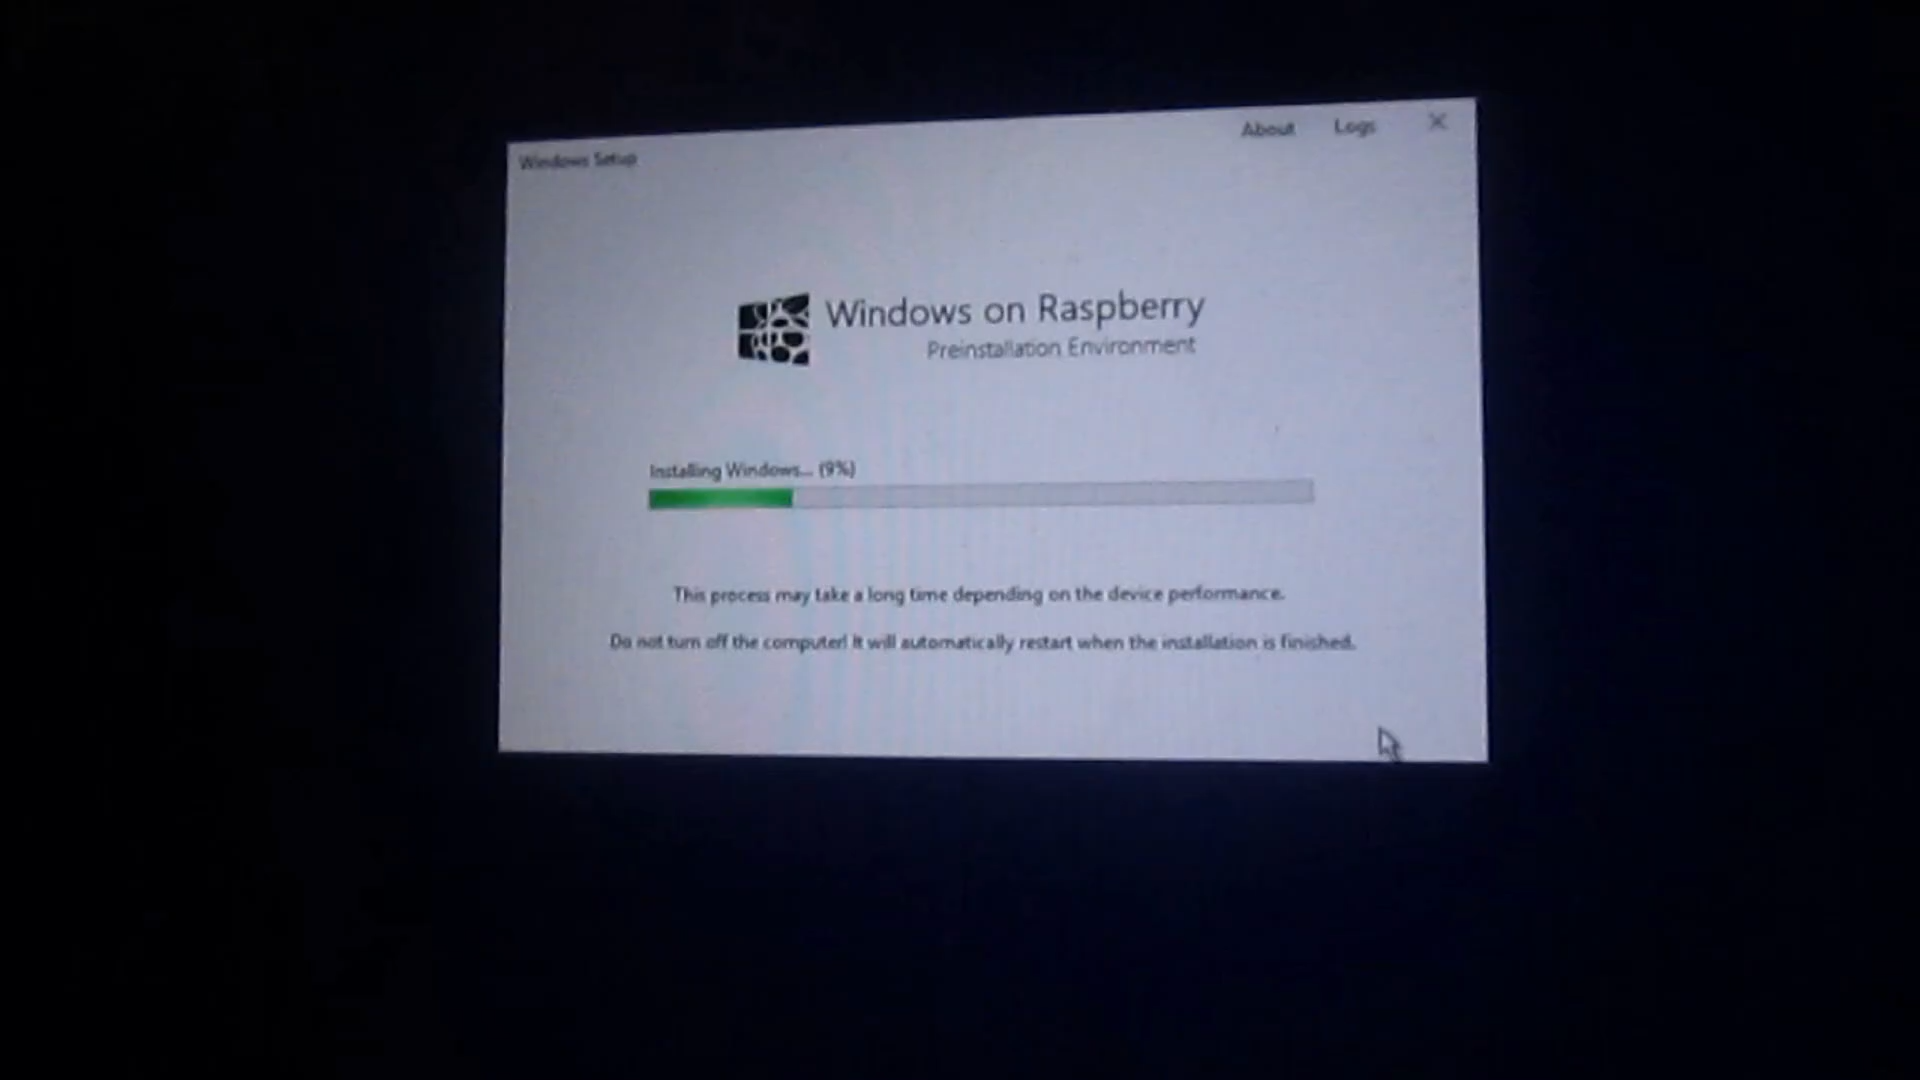 About Logs
Windows Setup
Windows on Raspberry
Preinstallation Environment
Installing Windows... (9%)
This process may take a long time depending on the device performance.
Do not turn off the computer! It will automatically restart when the installation is finished.